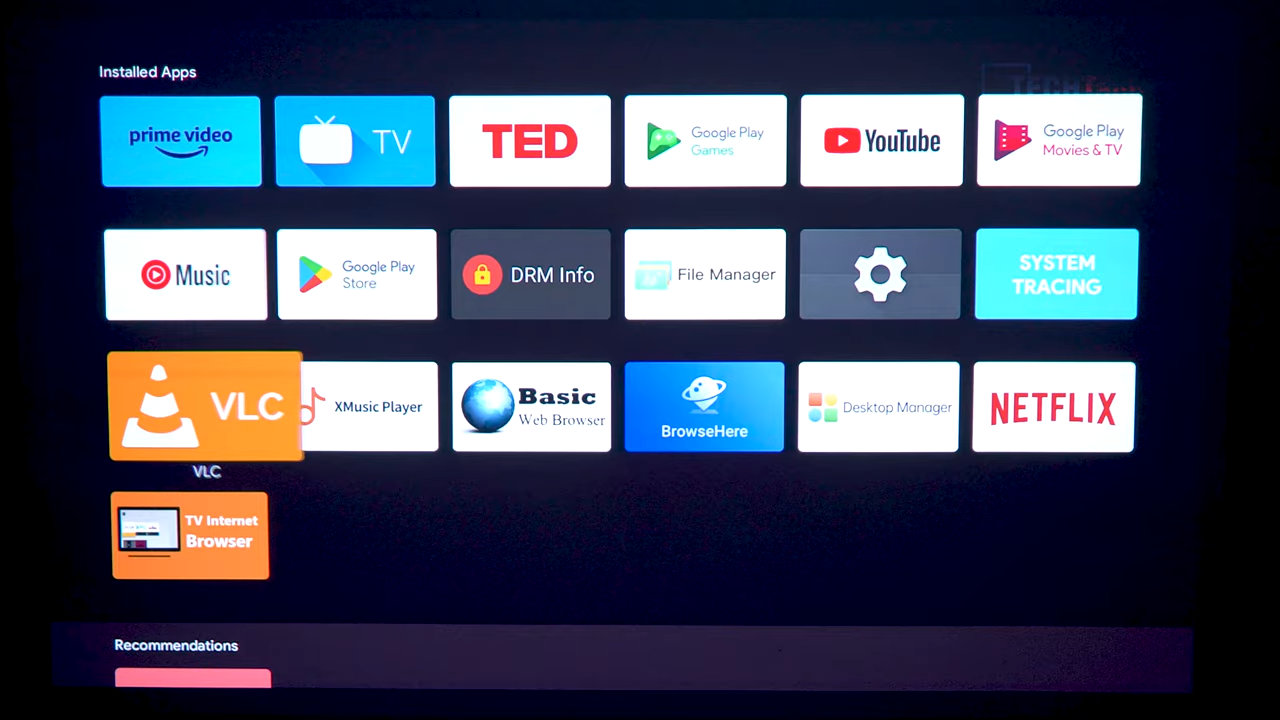 Installed Apps
TECH
prime video
TV
TED
Google Play
Games
YouTube
Google Play
Movies & TV
Music
Google Play
Store
DRM Info
File Manager
SYSTEM
TRACING
VLC
XMusic Player
Basic
Web Browser
BrowseHere
Desktop Manager
NETFLIX
VLC
TV Internet
Browser
Recommendations